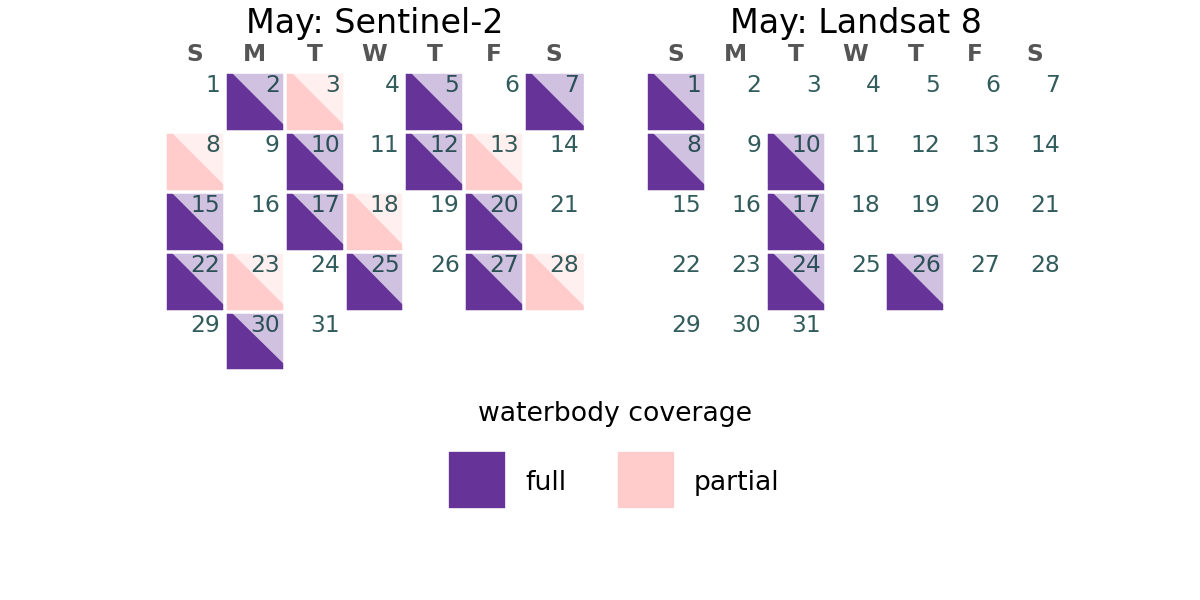 May: Sentinel-2
S M T W T F S
1 2 3 4 5 6 7
8 9 10 11 12 13 14
15 16 17 18 19 20 21
22 23 24 25 26 27 28
29 30 31
May: Landsat 8
S M T W T F S
1 2 3 4 5 6 7
8 9 10 11 12 13 14
15 16 17 18 19 20 21
22 23 24 25 26 27 28
29 30 31
waterbody coverage
full partial